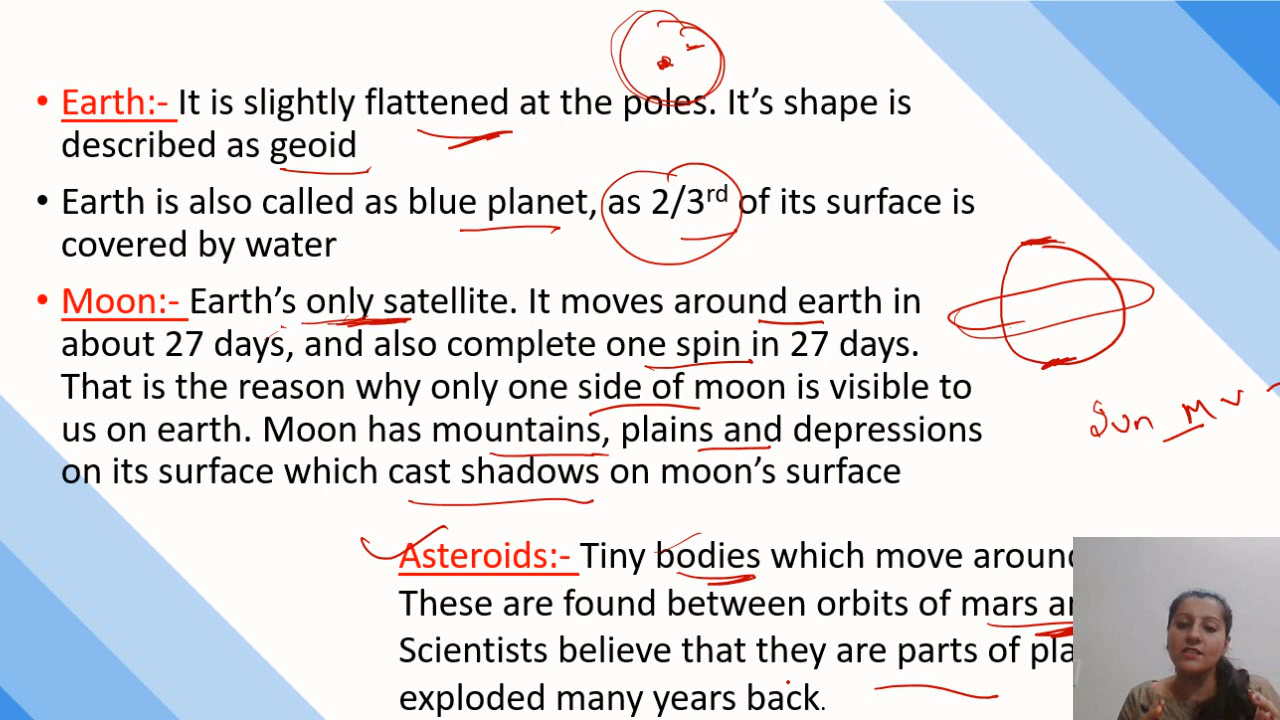 • Earth:- It is slightly flattened at the poles. It’s shape is
described as geoid
• Earth is also called as blue planet, as 2/3rd of its surface is
covered by water
• Moon:- Earth’s only satellite. It moves around earth in
about 27 days, and also complete one spin in 27 days.
That is the reason why only one side of moon is visible to
us on earth. Moon has mountains, plains and depressions
on its surface which cast shadows on moon’s surface
Sun M V
Asteroids:- Tiny bodies which move around
These are found between orbits of mars
Scientists believe that they are parts of
exploded many years back.